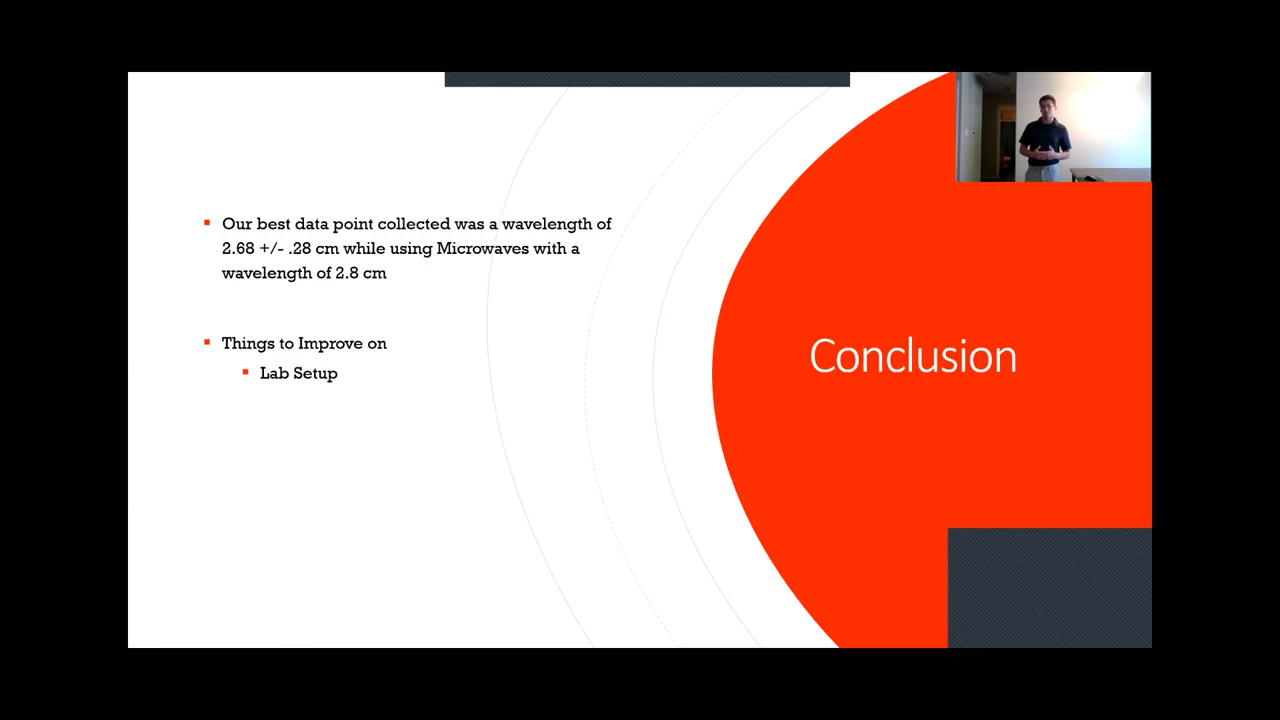 Our best data point collected was a wavelength of
2.68 +/- .28 cm while using Microwaves with a
wavelength of 2.8 cm
Things to Improve on
Lab Setup
Conclusion